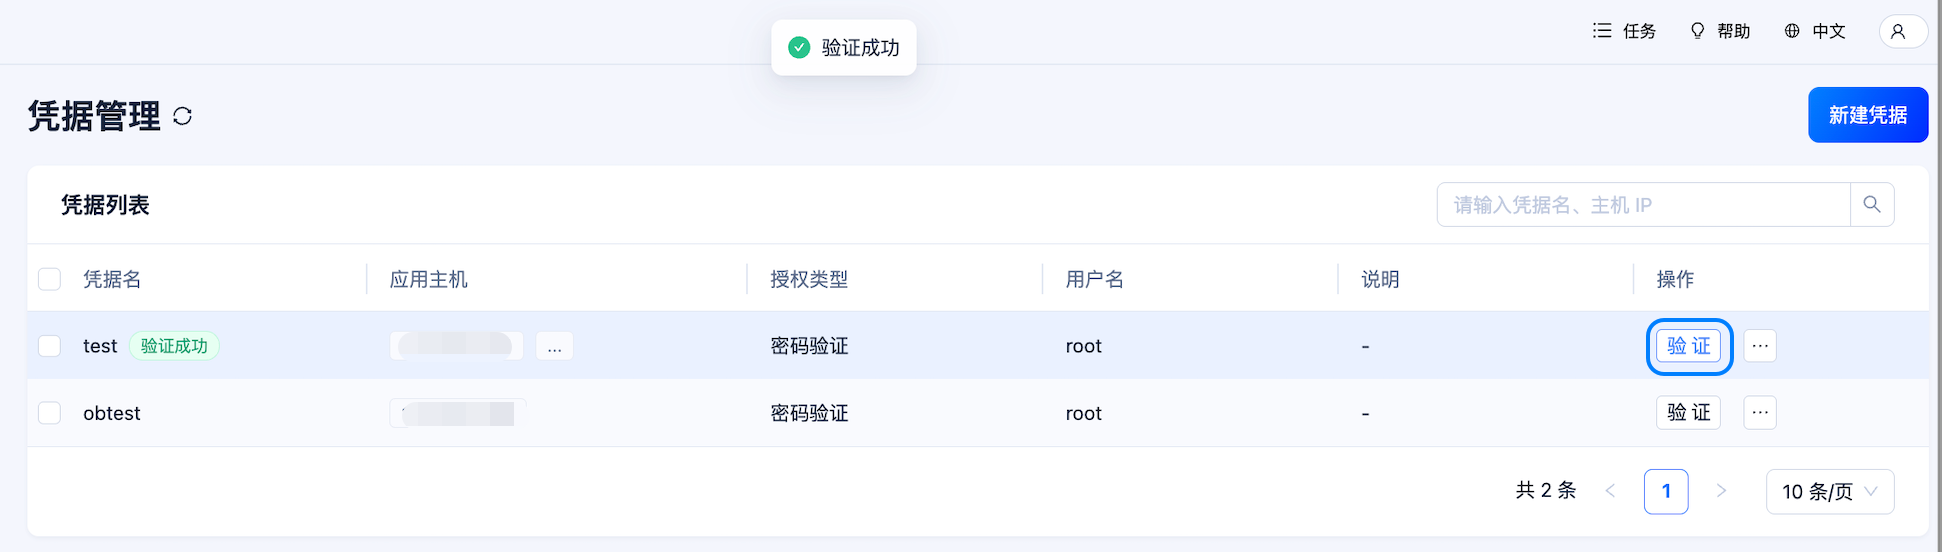 验证成功
任务 帮助 中文
凭据管理
新建凭据
凭据列表
请输入凭据名、主机 IP
凭据名 应用主机 授权类型 用户名 说明 操作
test 验证成功 ... 密码验证 root - 验 证 ···
obtest 密码验证 root - 验 证 ···
共 2 条 < 1 > 10 条/页